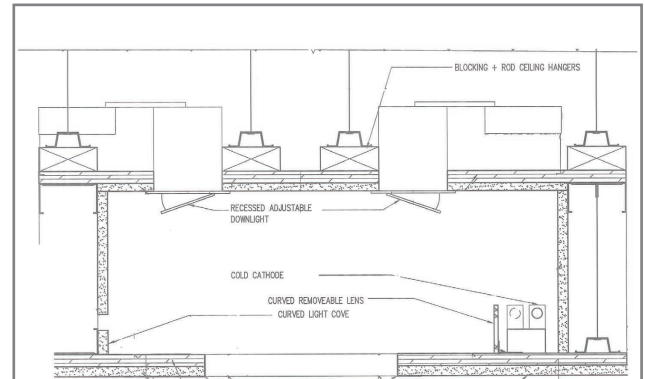 BLOCKING + ROD CEILING HANGERS
RECESSED ADJUSTABLE
DOWNLIGHT
COLD CATHODE
CURVED REMOVEABLE LENS
CURVED LIGHT COVE